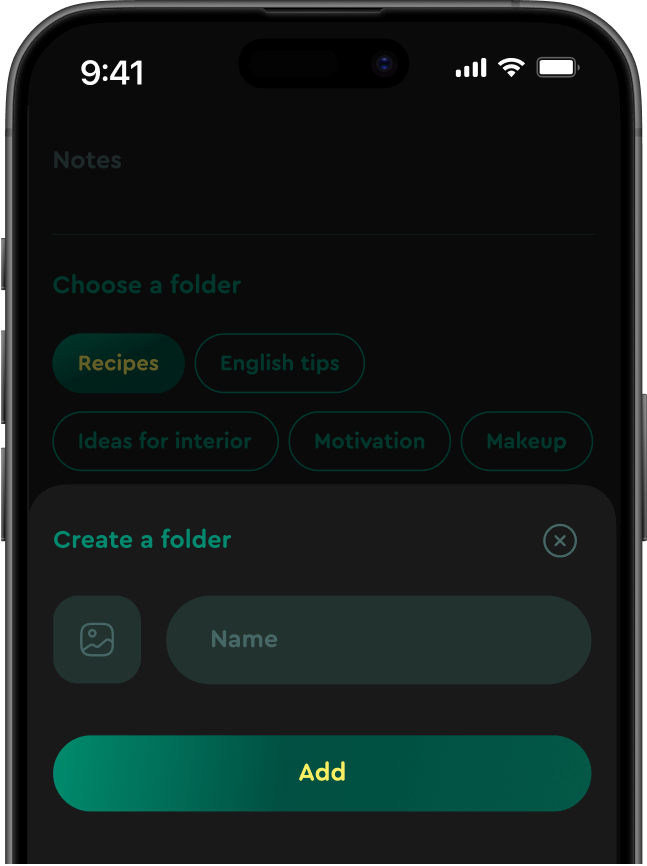 9:41
Notes
Choose a folder
Recipes English tips
Ideas for interior Motivation Makeup
Create a folder
Name
Add